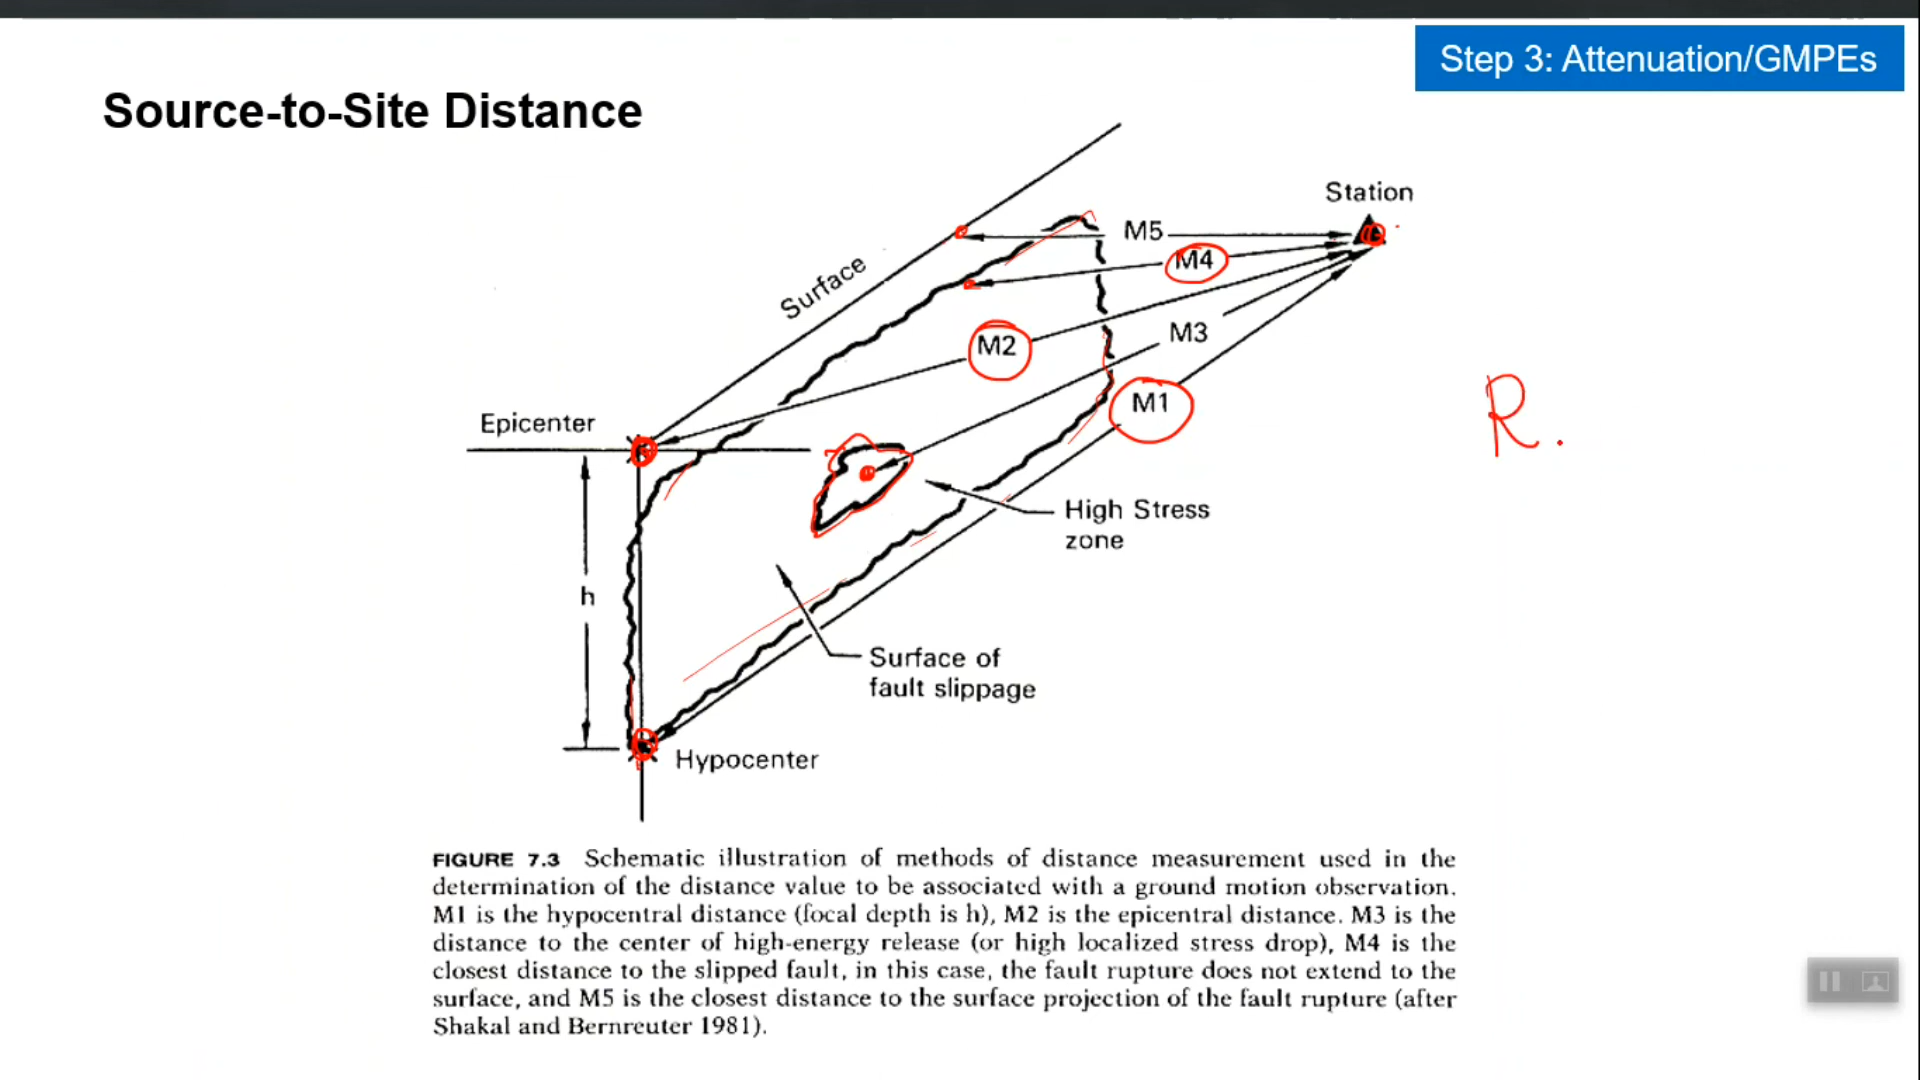 Step 3: Attenuation/GMPEs
Source-to-Site Distance
Station
M5
M4
Surface
M3
M2
M1
R.
Epicenter
High Stress
zone
h
Surface of
fault slippage
Hypocenter
FIGURE 7.3 Schematic illustration of methods of distance measurement used in the
determination of the distance value to be associated with a ground motion observation.
M1 is the hypocentral distance (focal depth is h), M2 is the epicentral distance. M3 is the
distance to the center of high-energy release (or high localized stress drop), M4 is the
closest distance to the slipped fault, in this case, the fault rupture does not extend to the
surface, and M5 is the closest distance to the surface projection of the fault rupture (after
Shakal and Bernreuter 1981).